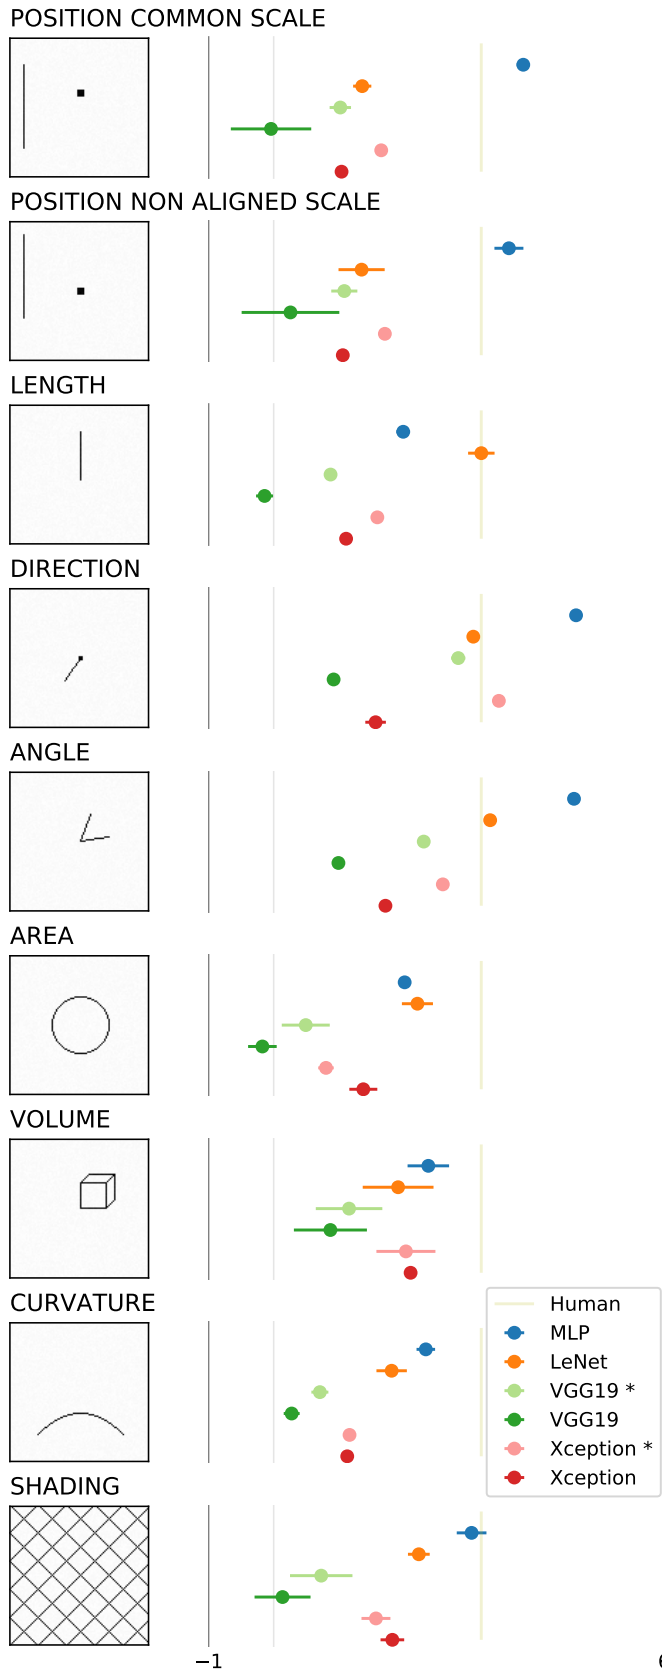 POSITION COMMON SCALE
POSITION NON ALIGNED SCALE
LENGTH
DIRECTION
ANGLE
AREA
VOLUME
CURVATURE
Human
MLP
LeNet
VGG19 *
VGG19
Xception *
Xception
SHADING
−1